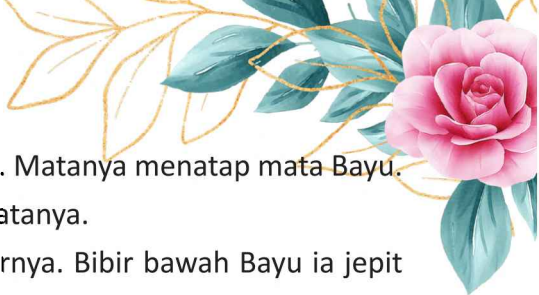 . Matanya menatap mata Bayu.
atanya.
rnya. Bibir bawah Bayu ia jepit